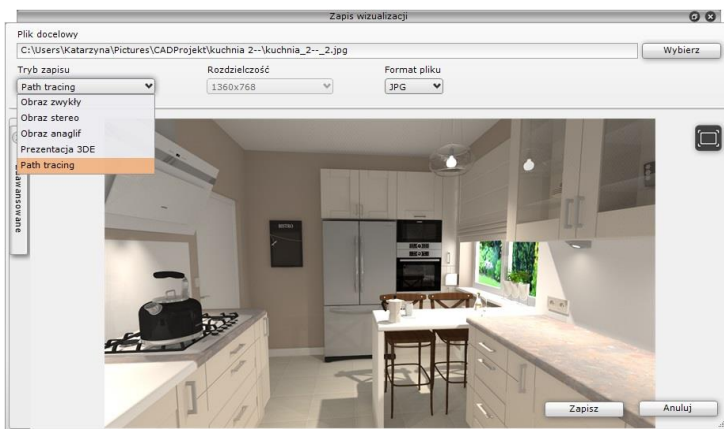 Zapis wizualizacji
Plik docelowy
C:\Users\Katarzyna\Pictures\CADProjekt\kuchnia 2--\kuchnia_2--_2.jpg
Wybierz
Tryb zapisu
Rozdzielczość
Format pliku
Path tracing
1360x768
JPG
Obraz zwykły
Obraz stereo
Obraz anaglif
Prezentacja 3DE
Path tracing
Zapisz
Anuluj